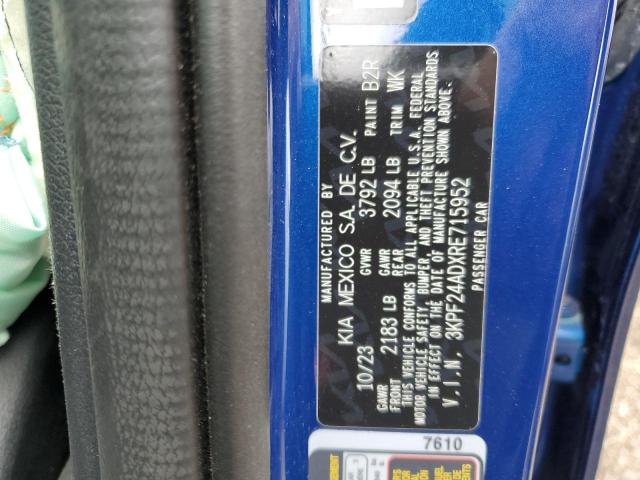 MANUFACTURED BY
KIA MEXICO S.A. DE C.V.
10/23 GVWR 3792 LB PAINT B2R
GAWR FRONT 2183 LB GAWR REAR 2094 LB TRIM WK
THIS VEHICLE CONFORMS TO ALL APPLICABLE U.S.A. FEDERAL
MOTOR VEHICLE SAFETY, BUMPER, AND THEFT PREVENTION STANDARDS
IN EFFECT ON THE DATE OF MANUFACTURE SHOWN ABOVE.
V.I.N. 3KPF24ADXRE715952
PASSENGER CAR
7610